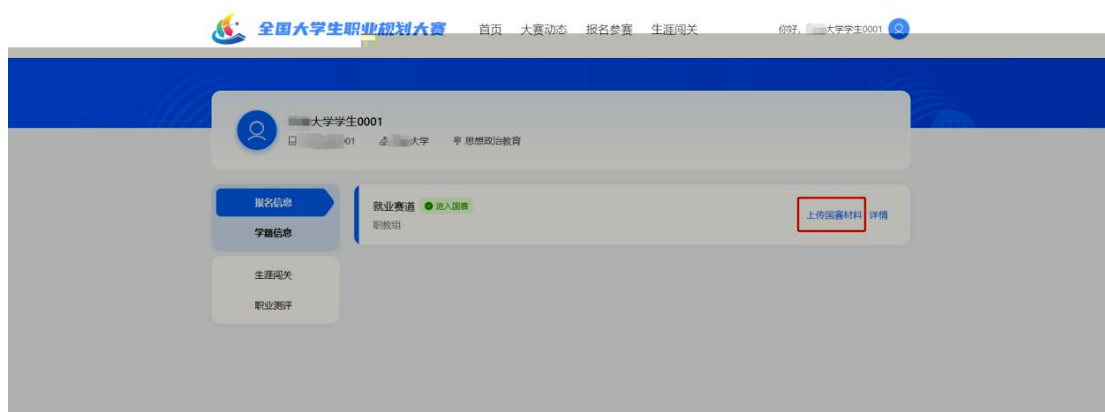 全国大学生职业规划大赛 首页 大赛动态 报名参赛 生涯闯关 你好, 大学学生0001
大学学生0001
01 大学 思想政治教育
报名信息
学籍信息
生涯闯关
职业测评
就业赛道 进入国赛
职教组
上传国赛材料 详情